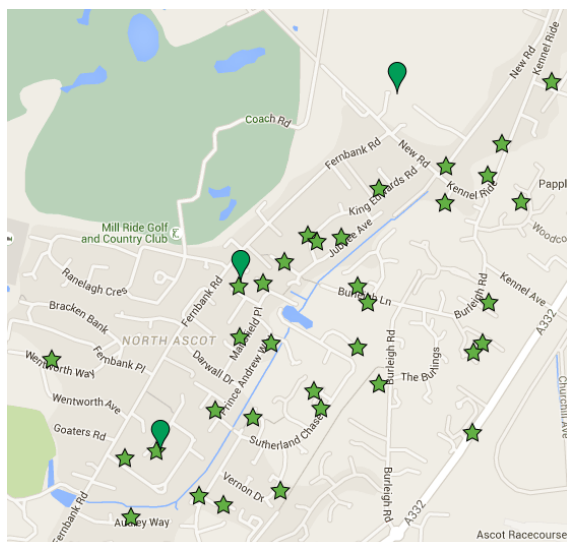 New Rd
Kennel Ride
Coach Rd
Fernbank Rd
New Rd
King Edwards Rd
Kennel Ride
Pappl
Mill Ride Golf
and Country Club
Jubilee Ave
Woodco
Ranelagh Cres
Fernbank Rd
Burleigh Ln
Burleigh Rd
Kennel Ave
Bracken Bank
Mansfield Pl
A332
NORTH ASCOT
Fernbank Pl
Darwall Dr
Prince Andrew W
Burleigh Rd
Wentworth Way
The Burlings
Wentworth Ave
Churchill Ave
Goaters Rd
Sutherland Chase
Vernon Dr
Burleigh Rd
Fernbank Rd
Audley Way
A332
Ascot Racecourse